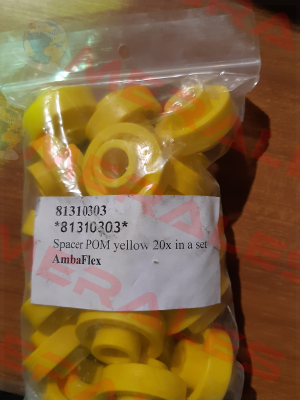 81310303
*81310303*
Spacer POM yellow 20x in a set
AmbaFlex